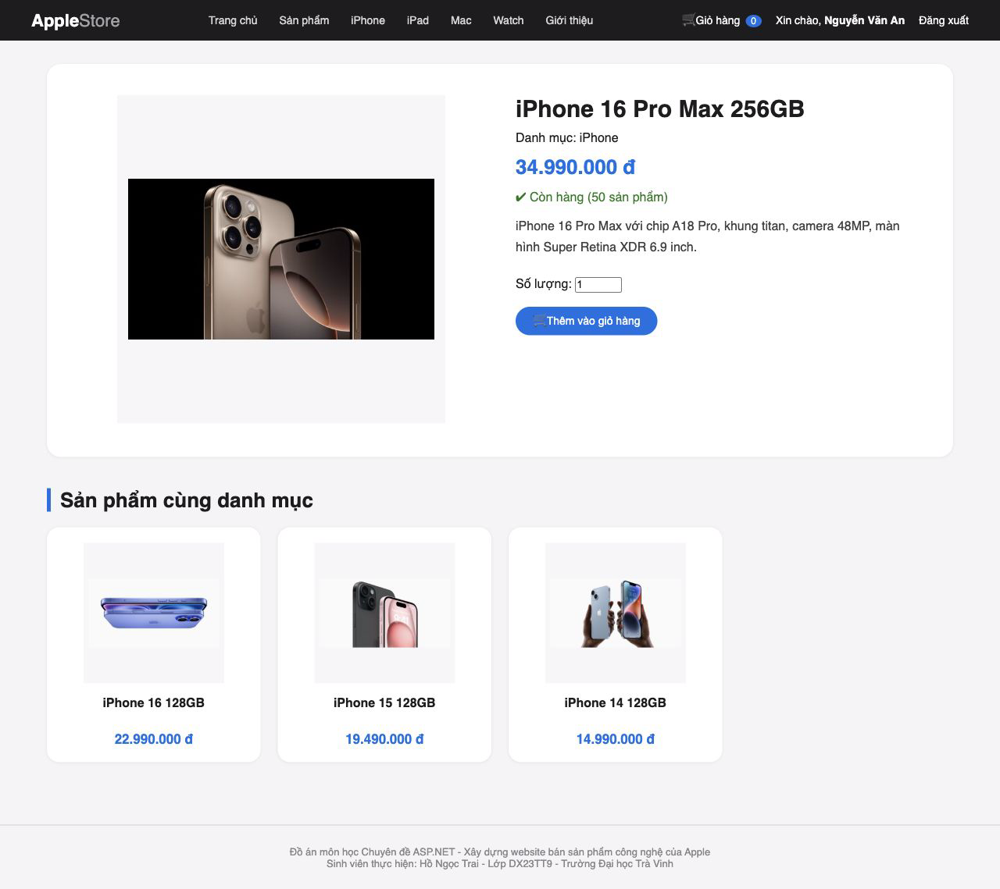 AppleStore
Trang chủ
Sản phẩm
iPhone
iPad
Mac
Watch
Giới thiệu
Giỏ hàng 0
Xin chào, Nguyễn Văn An
Đăng xuất
iPhone 16 Pro Max 256GB
Danh mục: iPhone
34.990.000 đ
✔ Còn hàng (50 sản phẩm)
iPhone 16 Pro Max với chip A18 Pro, khung titan, camera 48MP, màn
hình Super Retina XDR 6.9 inch.
Số lượng: 1
Thêm vào giỏ hàng
Sản phẩm cùng danh mục
iPhone 16 128GB
22.990.000 đ
iPhone 15 128GB
19.490.000 đ
iPhone 14 128GB
14.990.000 đ
Đồ án môn học Chuyên đề ASP.NET - Xây dựng website bán sản phẩm công nghệ của Apple
Sinh viên thực hiện: Hồ Ngọc Trai - Lớp DX23TT9 - Trường Đại học Trà Vinh